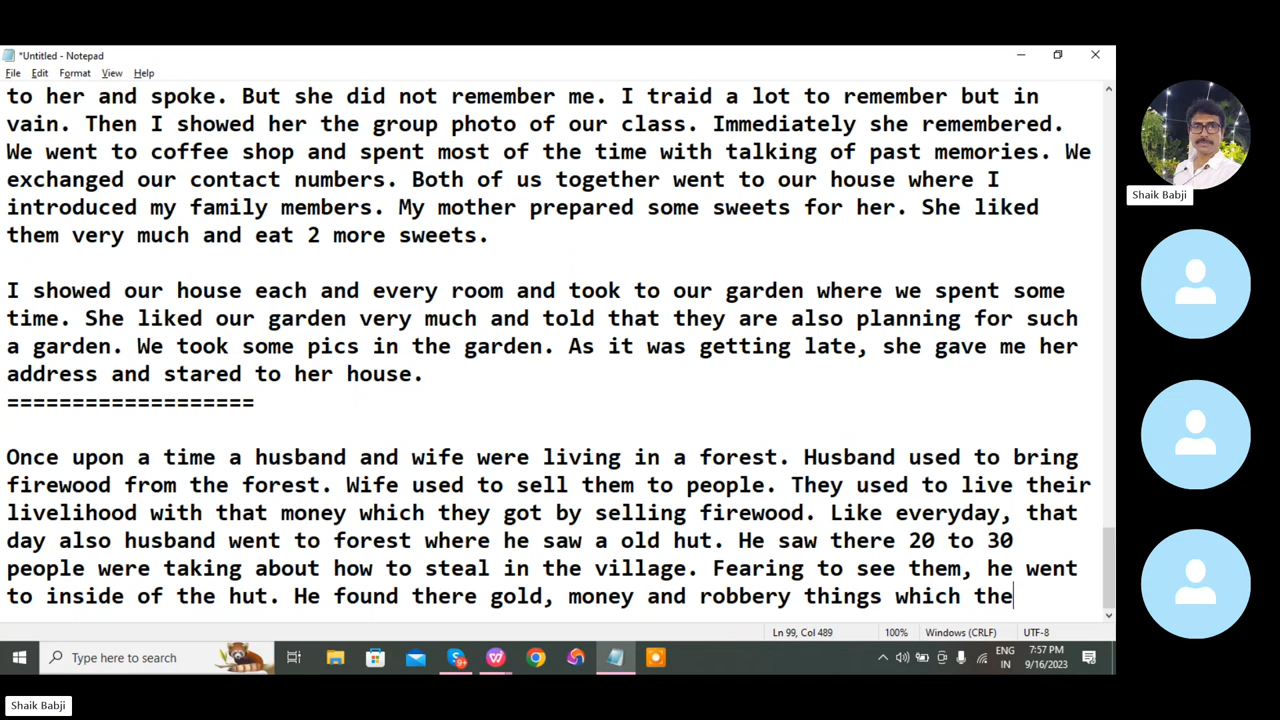 *Untitled - Notepad
File Edit Format View Help
to her and spoke. But she did not remember me. I traid a lot to remember but in
vain. Then I showed her the group photo of our class. Immediately she remembered.
We went to coffee shop and spent most of the time with talking of past memories. We
exchanged our contact numbers. Both of us together went to our house where I
introduced my family members. My mother prepared some sweets for her. She liked
them very much and eat 2 more sweets.
I showed our house each and every room and took to our garden where we spent some
time. She liked our garden very much and told that they are also planning for such
a garden. We took some pics in the garden. As it was getting late, she gave me her
address and stared to her house.
===================
Once upon a time a husband and wife were living in a forest. Husband used to bring
firewood from the forest. Wife used to sell them to people. They used to live their
livelihood with that money which they got by selling firewood. Like everyday, that
day also husband went to forest where he saw a old hut. He saw there 20 to 30
people were taking about how to steal in the village. Fearing to see them, he went
to inside of the hut. He found there gold, money and robbery things which the
Ln 99, Col 489 100% Windows (CRLF) UTF-8
Type here to search
ENG
IN
7:57 PM
9/16/2023
Shaik Babji
Shaik Babji